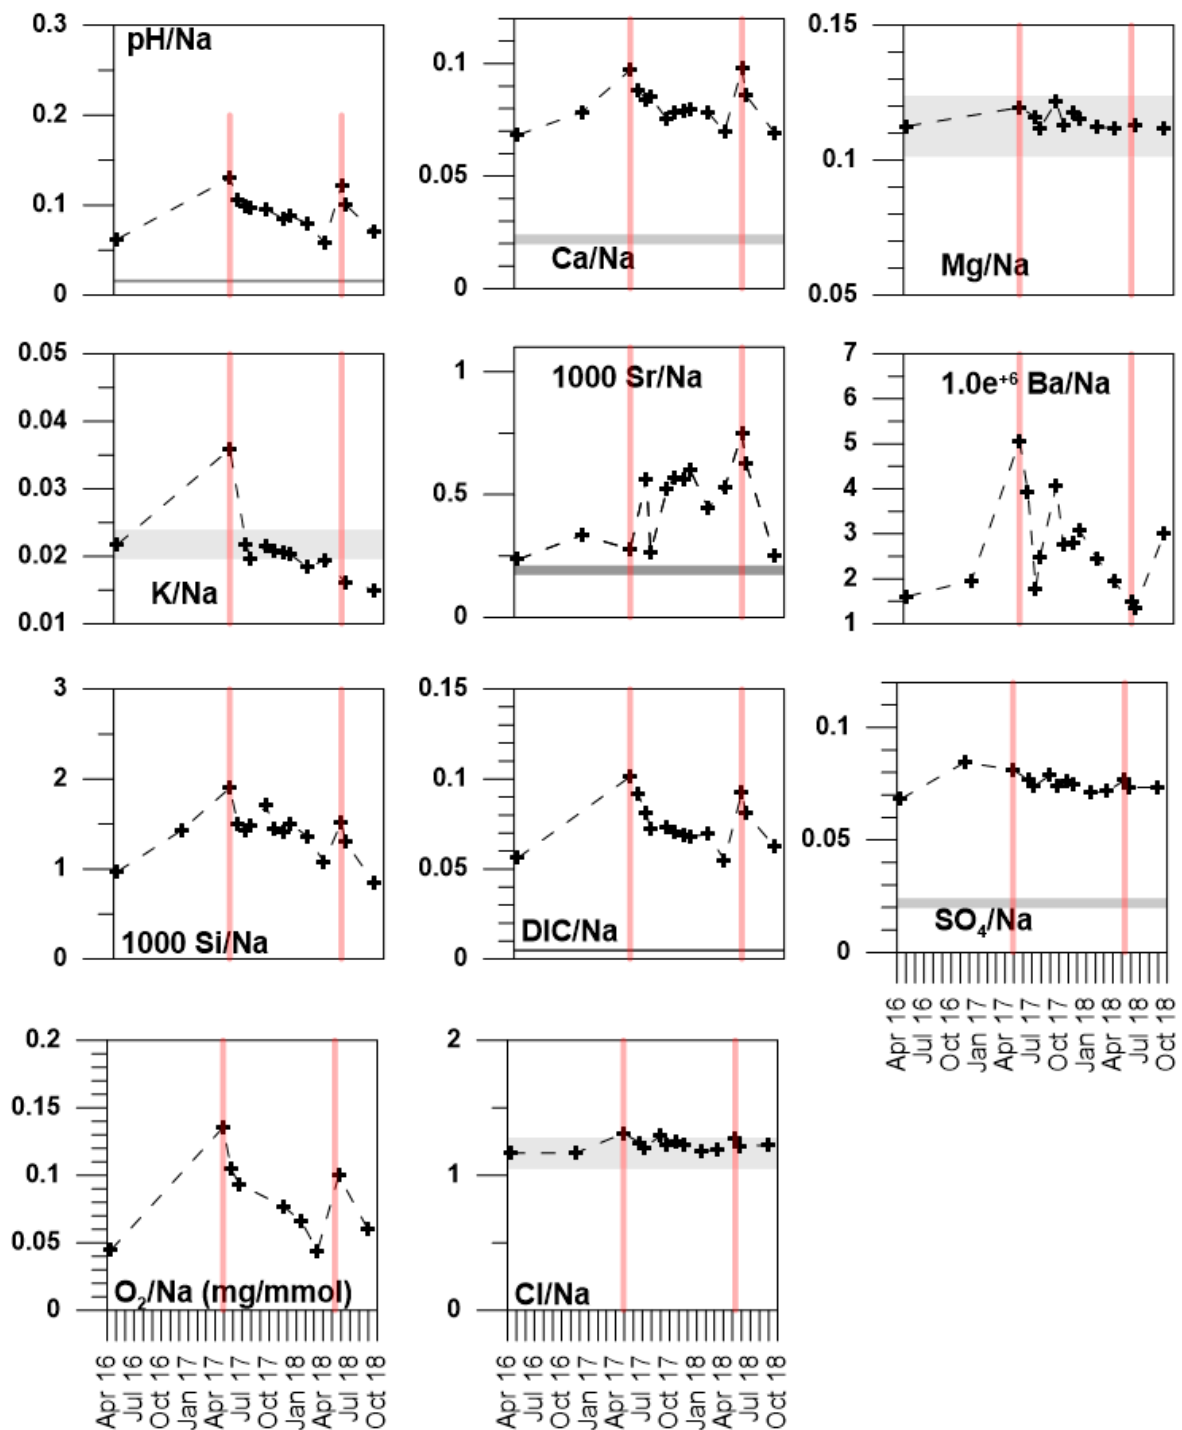 0.3
0.2
0.1
0
pH/Na
0.1
0.05
0
Ca/Na
0.15
0.1
0.05
Mg/Na
0.05
0.04
0.03
0.02
0.01
K/Na
1
0.5
0
1000 Sr/Na
7
6
5
4
3
2
1
1.0e+6 Ba/Na
3
2
1
0
1000 Si/Na
0.15
0.1
0.05
0
DIC/Na
0.1
0.05
0
SO4/Na
Apr 16
Jul 16
Oct 16
Jan 17
Apr 17
Jul 17
Oct 17
Jan 18
Apr 18
Jul 18
Oct 18
0.2
0.15
0.1
0.05
0
O2/Na (mg/mmol)
Apr 16
Jul 16
Oct 16
Jan 17
Apr 17
Jul 17
Oct 17
Jan 18
Apr 18
Jul 18
Oct 18
2
1
0
Cl/Na
Apr 16
Jul 16
Oct 16
Jan 17
Apr 17
Jul 17
Oct 17
Jan 18
Apr 18
Jul 18
Oct 18